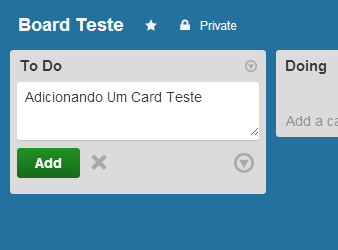 Board Teste Private
To Do
Doing
Adicionando Um Card Teste
Add a ca
Add